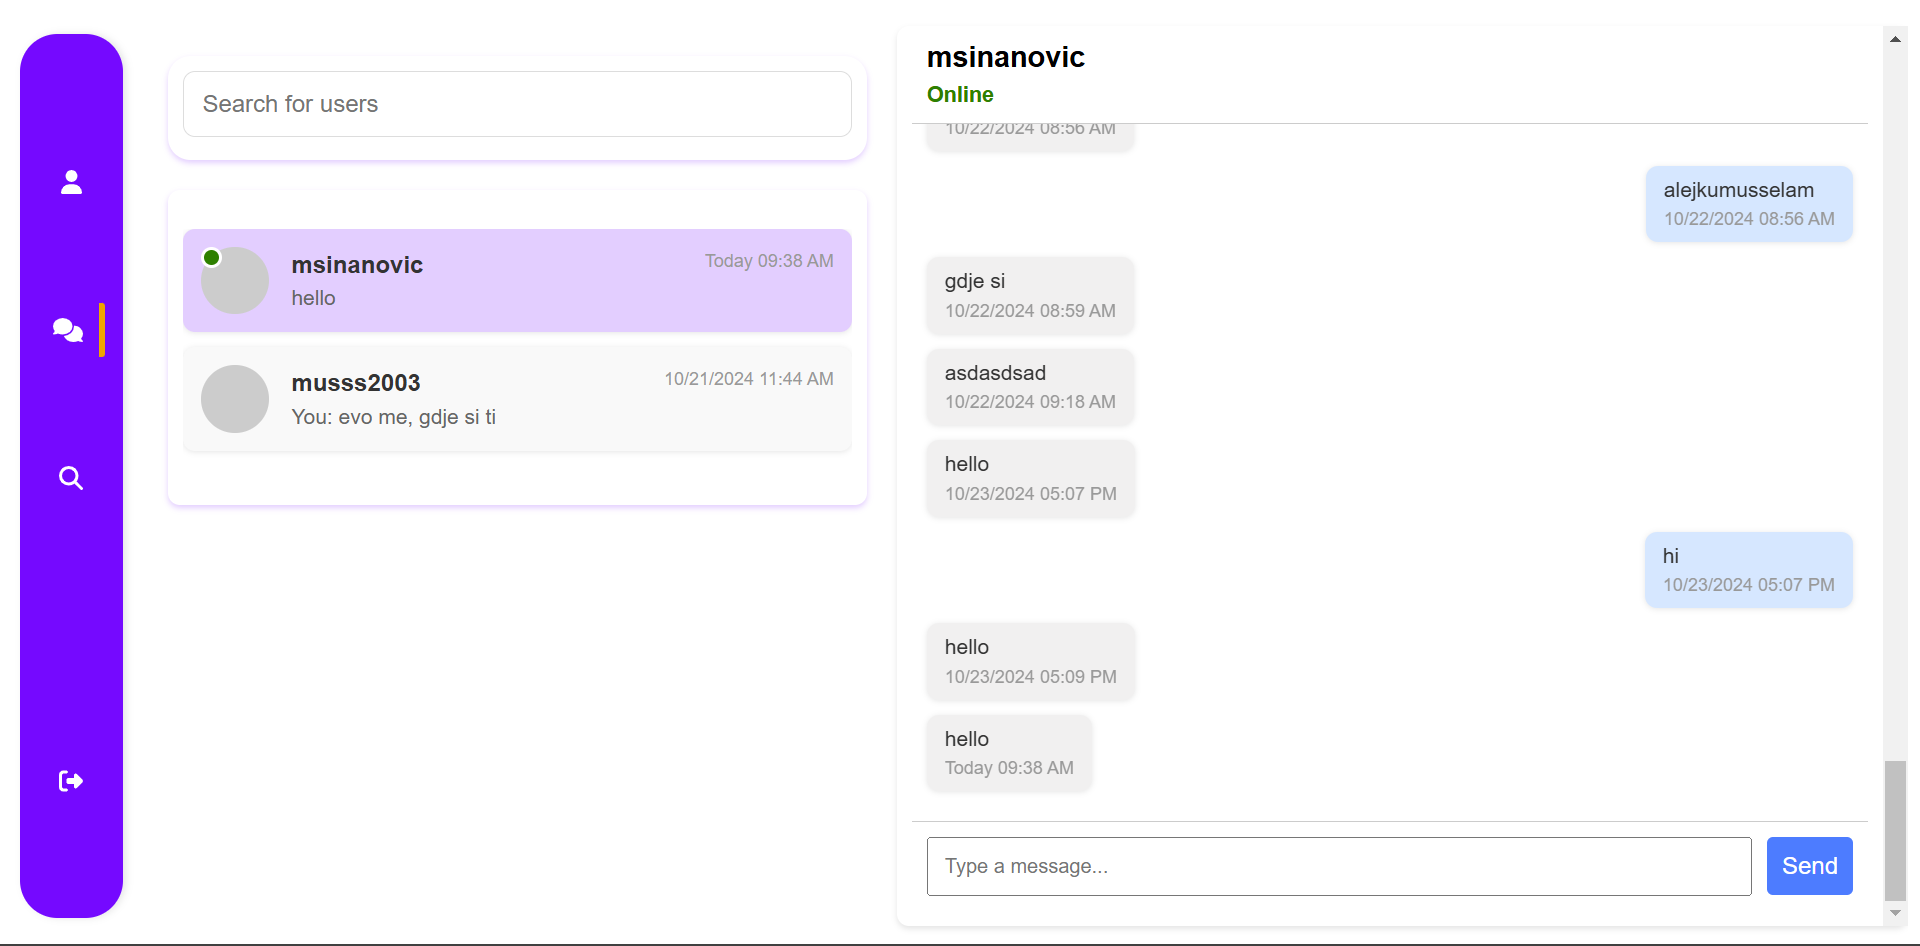 Search for users
msinanovic
Today 09:38 AM
hello
musss2003
10/21/2024 11:44 AM
You: evo me, gdje si ti
msinanovic
Online
10/22/2024 08:56 AM
alejkumusselam
10/22/2024 08:56 AM
gdje si
10/22/2024 08:59 AM
asdasdsad
10/22/2024 09:18 AM
hello
10/23/2024 05:07 PM
hi
10/23/2024 05:07 PM
hello
10/23/2024 05:09 PM
hello
Today 09:38 AM
Type a message...
Send